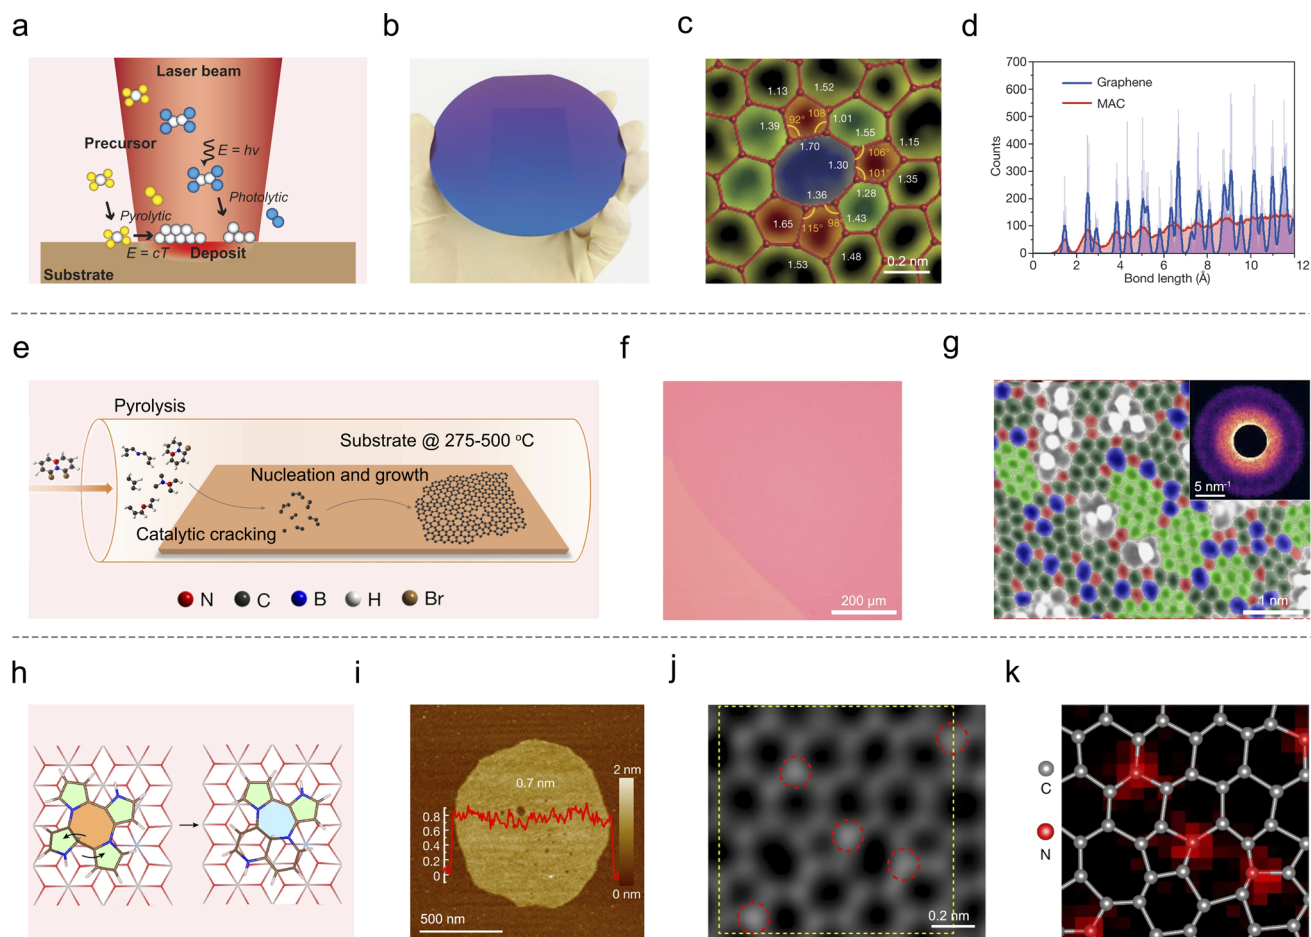 a
Laser beam
Precursor
E = hν
Photolytic
Pyrolytic
E = cT
Deposit
Substrate
b
c
1.13
1.52
92°
108
1.01
1.39
1.55
1.15
1.70
106°
1.30
101°
1.35
1.36
1.28
1.65
98
1.43
115°
1.53
1.48
0.2 nm
d
700
600
500
400
300
200
100
0
Counts
Graphene
MAC
0 2 4 6 8 10 12
Bond length (Å)
e
Pyrolysis
Substrate @ 275-500 °C
Nucleation and growth
Catalytic cracking
N C B H Br
f
200 µm
g
5 nm⁻¹
1 nm
h
i
2 nm
0.7 nm
0.8
0.6
0.4
0.2
0
0 nm
500 nm
j
0.2 nm
k
C
N